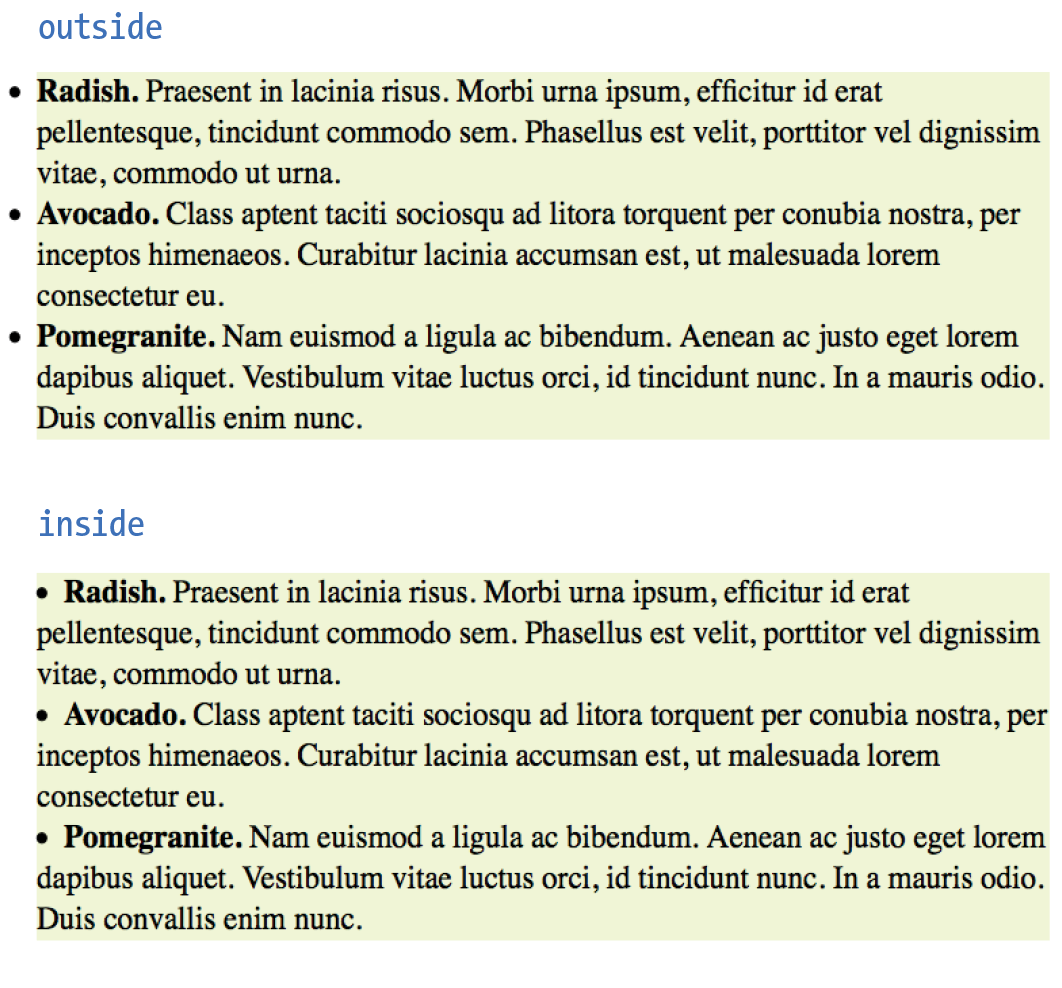 outside
• Radish. Praesent in lacinia risus. Morbi urna ipsum, efficitur id erat
pellentesque, tincidunt commodo sem. Phasellus est velit, porttitor vel dignissim
vitae, commodo ut urna.
• Avocado. Class aptent taciti sociosqu ad litora torquent per conubia nostra, per
inceptos himenaeos. Curabitur lacinia accumsan est, ut malesuada lorem
consectetur eu.
• Pomegranite. Nam euismod a ligula ac bibendum. Aenean ac justo eget lorem
dapibus aliquet. Vestibulum vitae luctus orci, id tincidunt nunc. In a mauris odio.
Duis convallis enim nunc.
inside
• Radish. Praesent in lacinia risus. Morbi urna ipsum, efficitur id erat
pellentesque, tincidunt commodo sem. Phasellus est velit, porttitor vel dignissim
vitae, commodo ut urna.
• Avocado. Class aptent taciti sociosqu ad litora torquent per conubia nostra, per
inceptos himenaeos. Curabitur lacinia accumsan est, ut malesuada lorem
consectetur eu.
• Pomegranite. Nam euismod a ligula ac bibendum. Aenean ac justo eget lorem
dapibus aliquet. Vestibulum vitae luctus orci, id tincidunt nunc. In a mauris odio.
Duis convallis enim nunc.